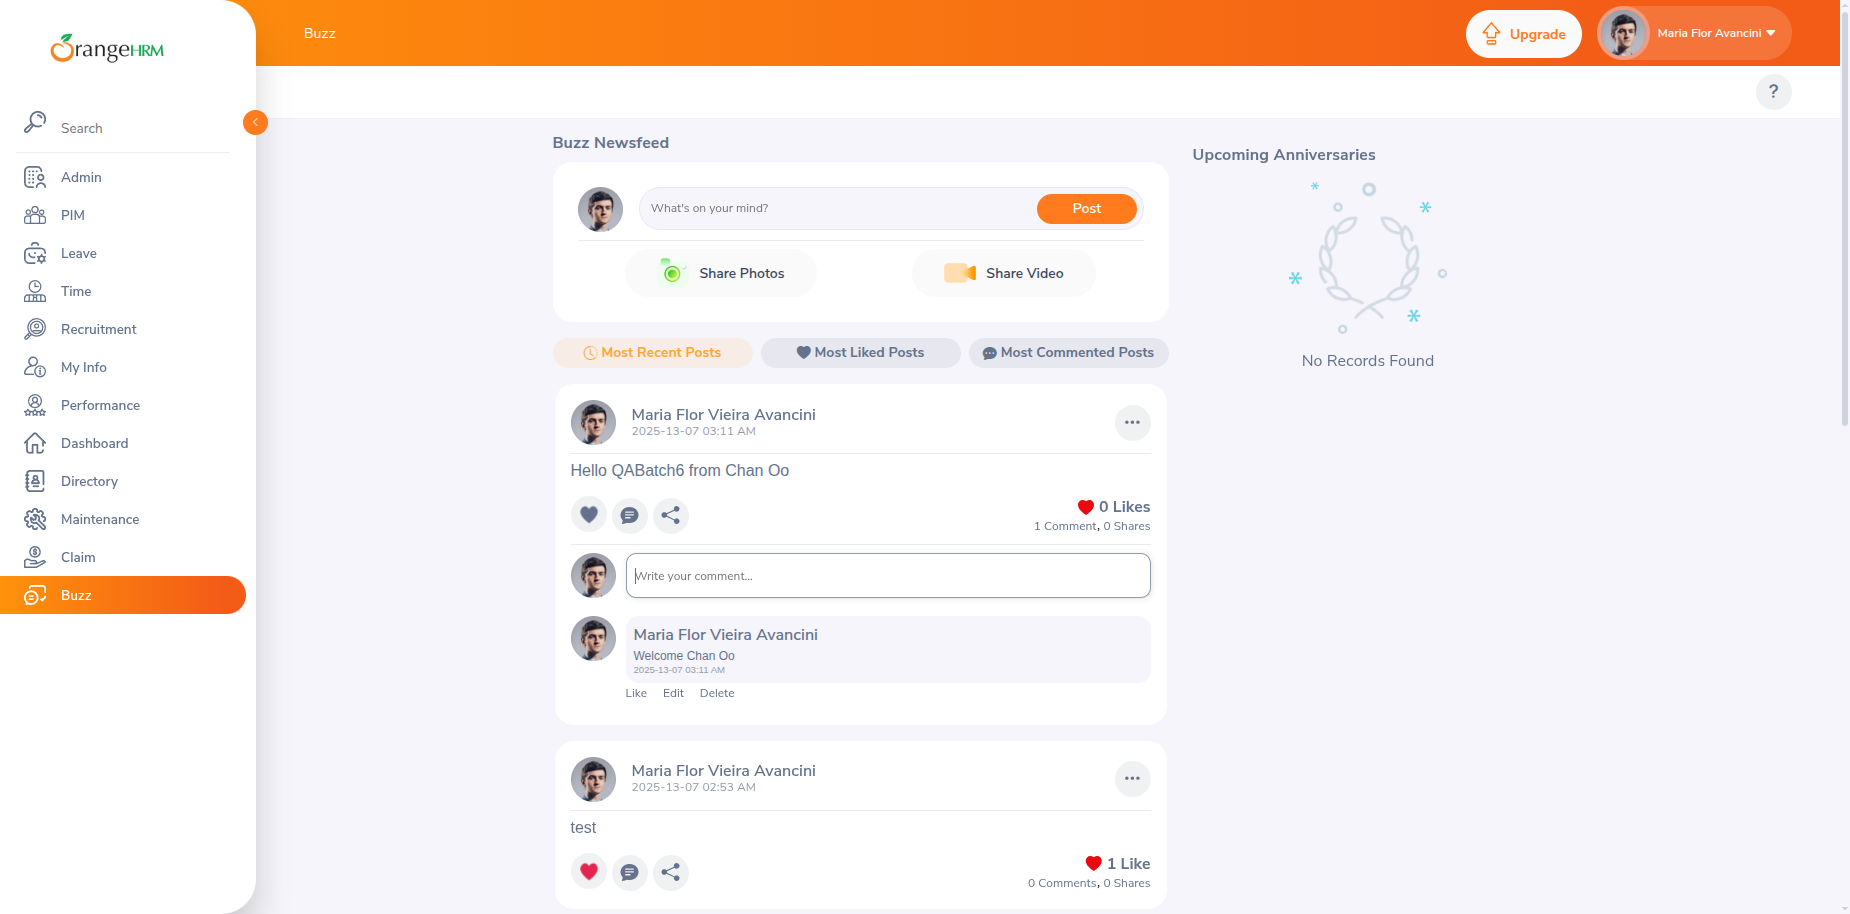 OrangeHRM
Search
Admin
PIM
Leave
Time
Recruitment
My Info
Performance
Dashboard
Directory
Maintenance
Claim
Buzz
Buzz
Upgrade
Maria Flor Avancini
?
Buzz Newsfeed
What's on your mind?
Post
Share Photos
Share Video
Most Recent Posts
Most Liked Posts
Most Commented Posts
Maria Flor Vieira Avancini
2025-13-07 03:11 AM
Hello QABatch6 from Chan Oo
0 Likes
1 Comment, 0 Shares
Write your comment...
Maria Flor Vieira Avancini
Welcome Chan Oo
2025-13-07 03:11 AM
Like Edit Delete
Maria Flor Vieira Avancini
2025-13-07 02:53 AM
test
1 Like
0 Comments, 0 Shares
Upcoming Anniversaries
No Records Found